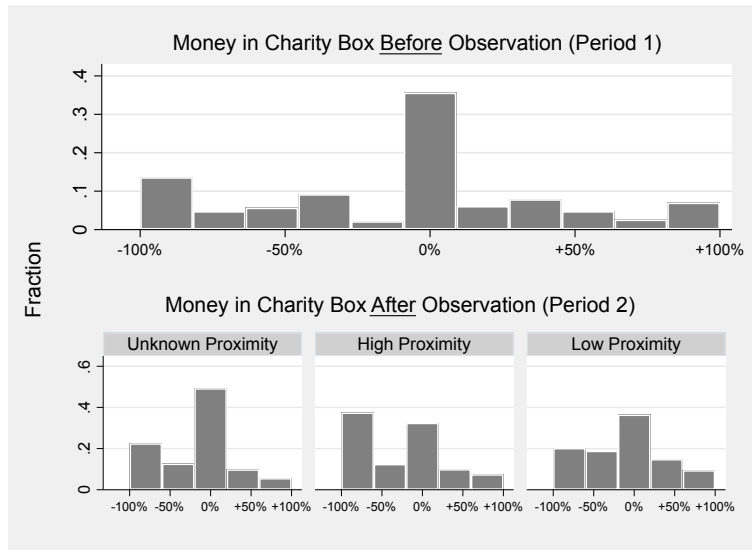 Money in Charity Box Before Observation (Period 1)
.4
.3
.2
.1
0
-100% -50% 0% +50% +100%
Fraction
Money in Charity Box After Observation (Period 2)
Unknown Proximity High Proximity Low Proximity
.6
.4
0.2
0
-100% -50% 0% +50% +100% -100% -50% 0% +50% +100% -100% -50% 0% +50% +100%